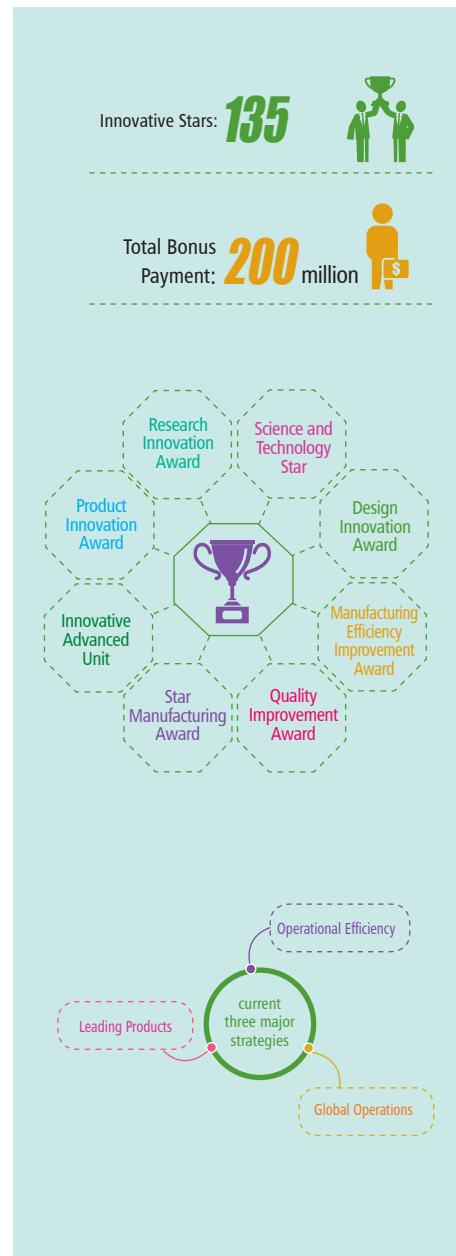 Innovative Stars: 135
Total Bonus
Payment: 200 million
$
Research
Innovation
Award
Science and
Technology
Star
Product
Innovation
Award
Design
Innovation
Award
Innovative
Advanced
Unit
Manufacturing
Efficiency
Improvement
Award
Star
Manufacturing
Award
Quality
Improvement
Award
Operational Efficiency
current
three major
strategies
Leading Products
Global Operations